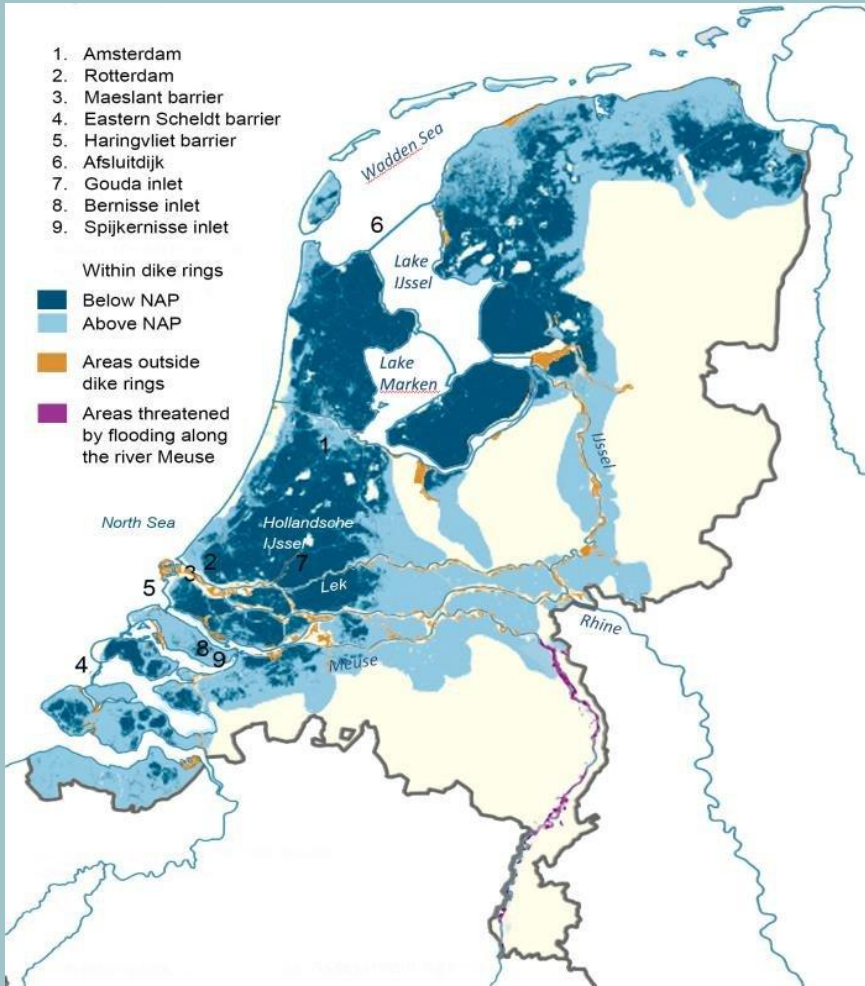 1. Amsterdam
2. Rotterdam
3. Maeslant barrier
4. Eastern Scheldt barrier
5. Haringvliet barrier
6. Afsluitdijk
7. Gouda inlet
8. Bernisse inlet
9. Spijkernisse inlet
Within dike rings
Below NAP
Above NAP
Areas outside
dike rings
Areas threatened
by flooding along
the river Meuse
Wadden Sea
6
Lake
IJssel
Lake
Marken
1
IJssel
North Sea
Hollandsche
IJssel
2
7
3
5
Lek
Rhine
8
9
4
Meuse